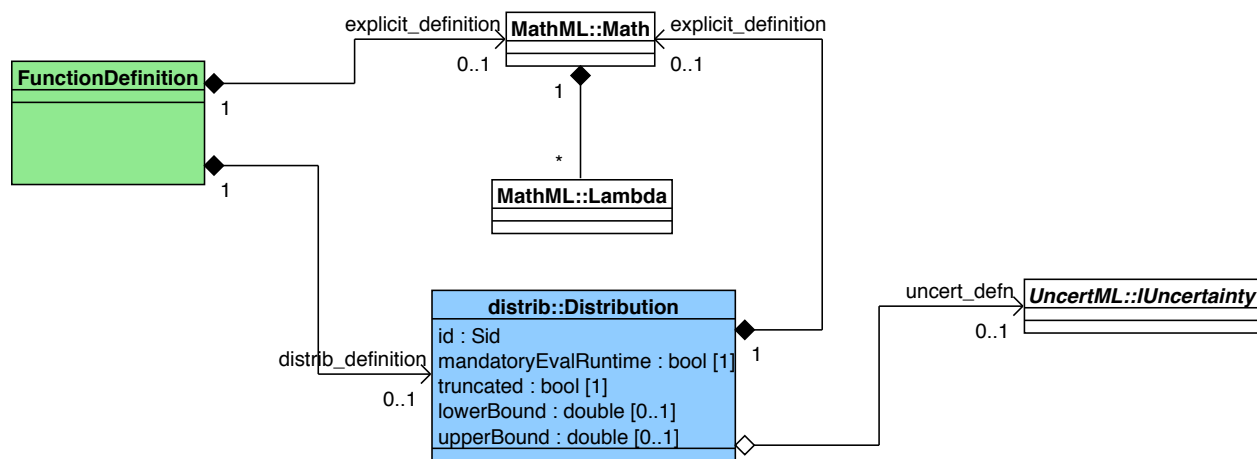 explicit_definition
MathML::Math
explicit_definition
0..1
0..1
FunctionDefinition
1
1
1
*
MathML::Lambda
distrib::Distribution
id : Sid
mandatoryEvalRuntime : bool [1]
truncated : bool [1]
lowerBound : double [0..1]
upperBound : double [0..1]
distrib_definition
0..1
1
uncert_defn
0..1
UncertML::IUncertainty